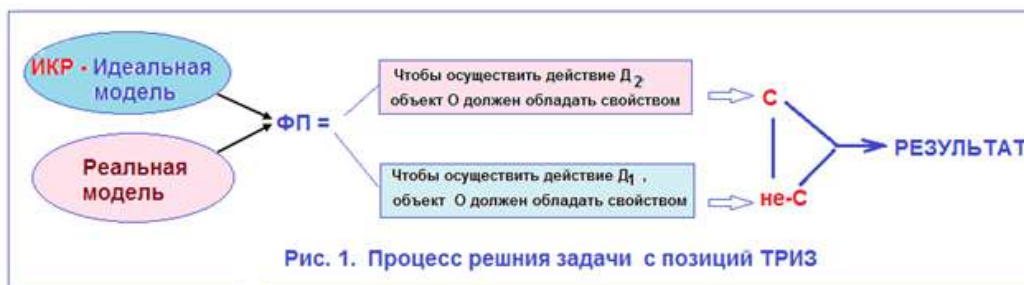 ИКР - Идеальная
модель
Реальная
модель
ФП =
Чтобы осуществить действие Д2
объект О должен обладать свойством
Чтобы осуществить действие Д1 ,
объект О должен обладать свойством
С
не-С
РЕЗУЛЬТАТ
Рис. 1. Процесс решния задачи с позиций ТРИЗ